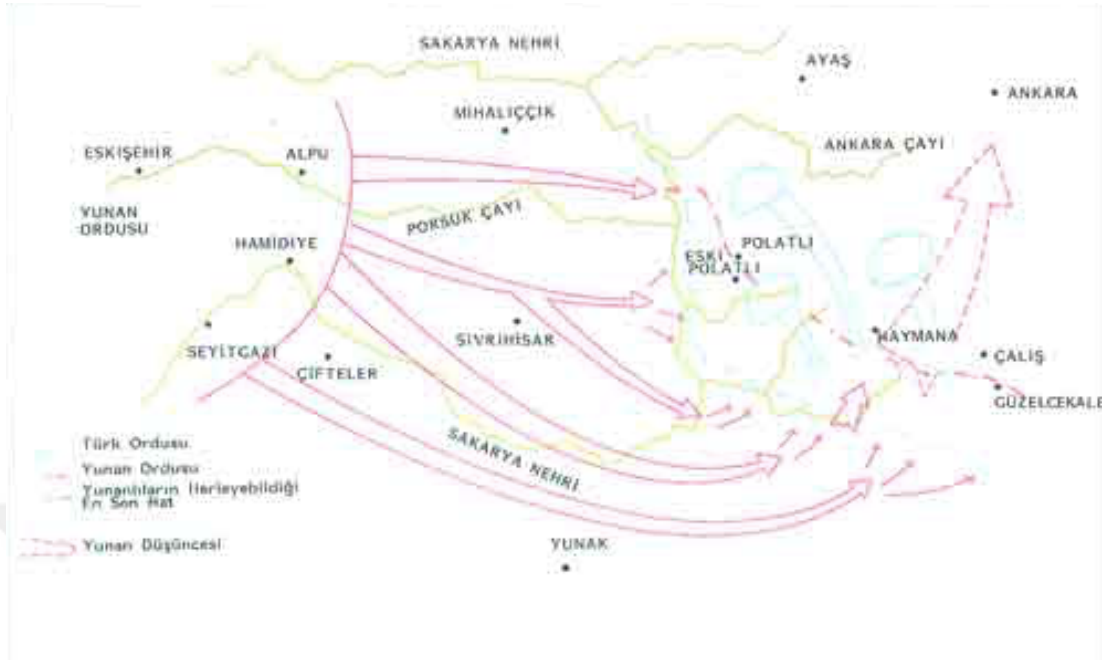 SAKARYA NEHRİ
AYAŞ
ANKARA
MİHALIÇÇIK
ANKARA ÇAYI
ESKİŞEHİR
ALPU
YUNAN
ORDUSU
PORSUK ÇAYI
HAMİDİYE
POLATLI
ESKİ
POLATLI
SİVRİHİSAR
HAYMANA
SEYİTGAZİ
ÇİFTELER
ÇALIŞ
GÜZELCEKALE
SAKARYA NEHRİ
Türk Ordusu
Yunan Ordusu
Yunanlıların İlerleyebildiği
En Son Hat
Yunan Düşüncesi
YUNAK